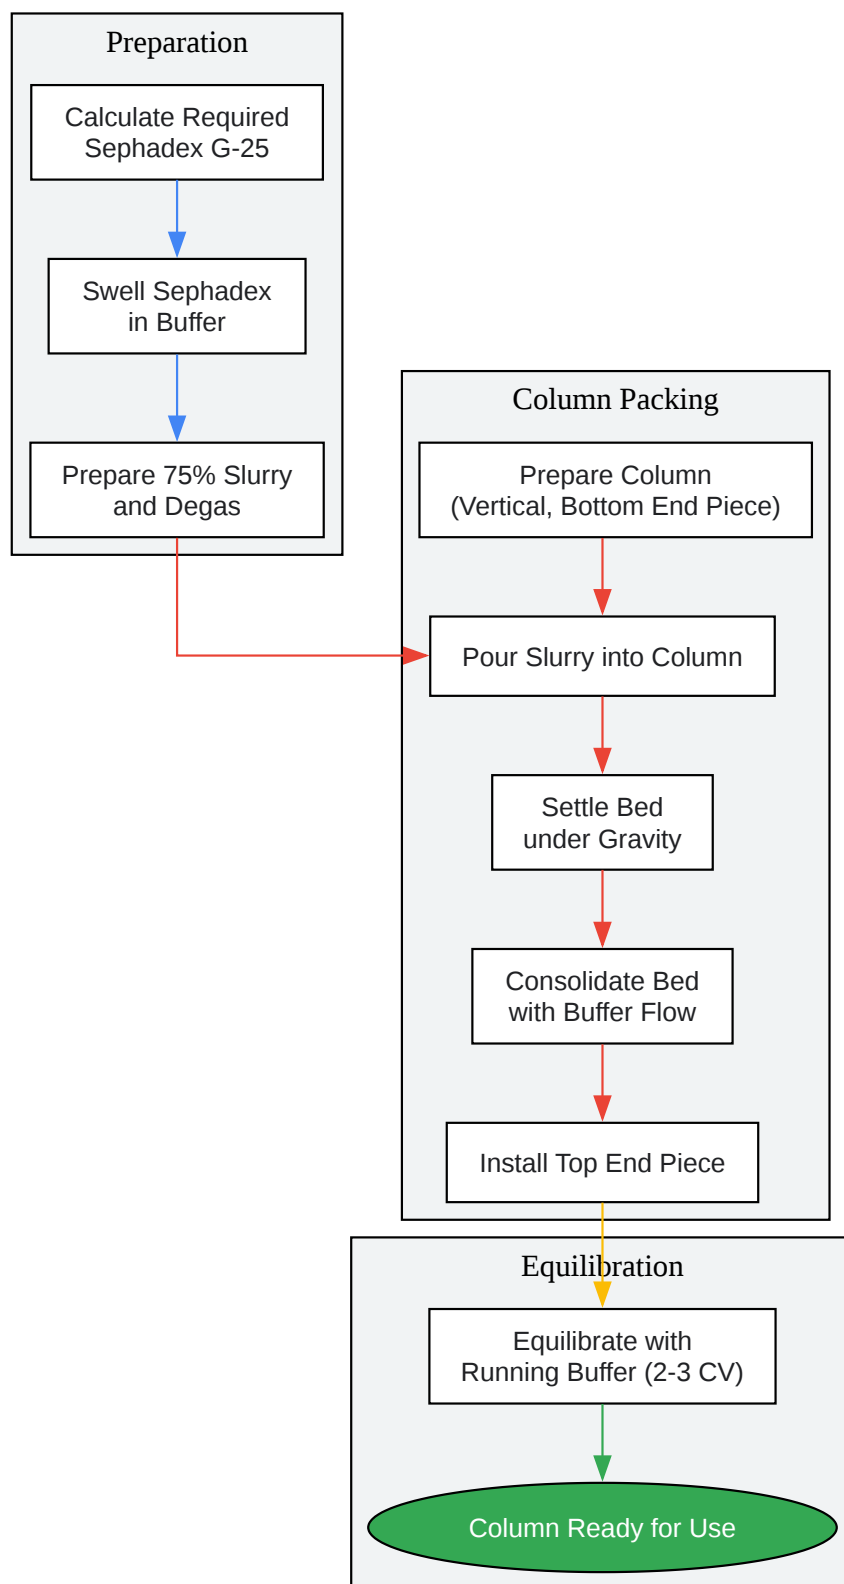 Preparation
Calculate Required
Sephadex G-25
Swell Sephadex
in Buffer
Prepare 75% Slurry
and Degas
Column Packing
Prepare Column
(Vertical, Bottom End Piece)
Pour Slurry into Column
Settle Bed
under Gravity
Consolidate Bed
with Buffer Flow
Install Top End Piece
Equilibration
Equilibrate with
Running Buffer (2-3 CV)
Column Ready for Use